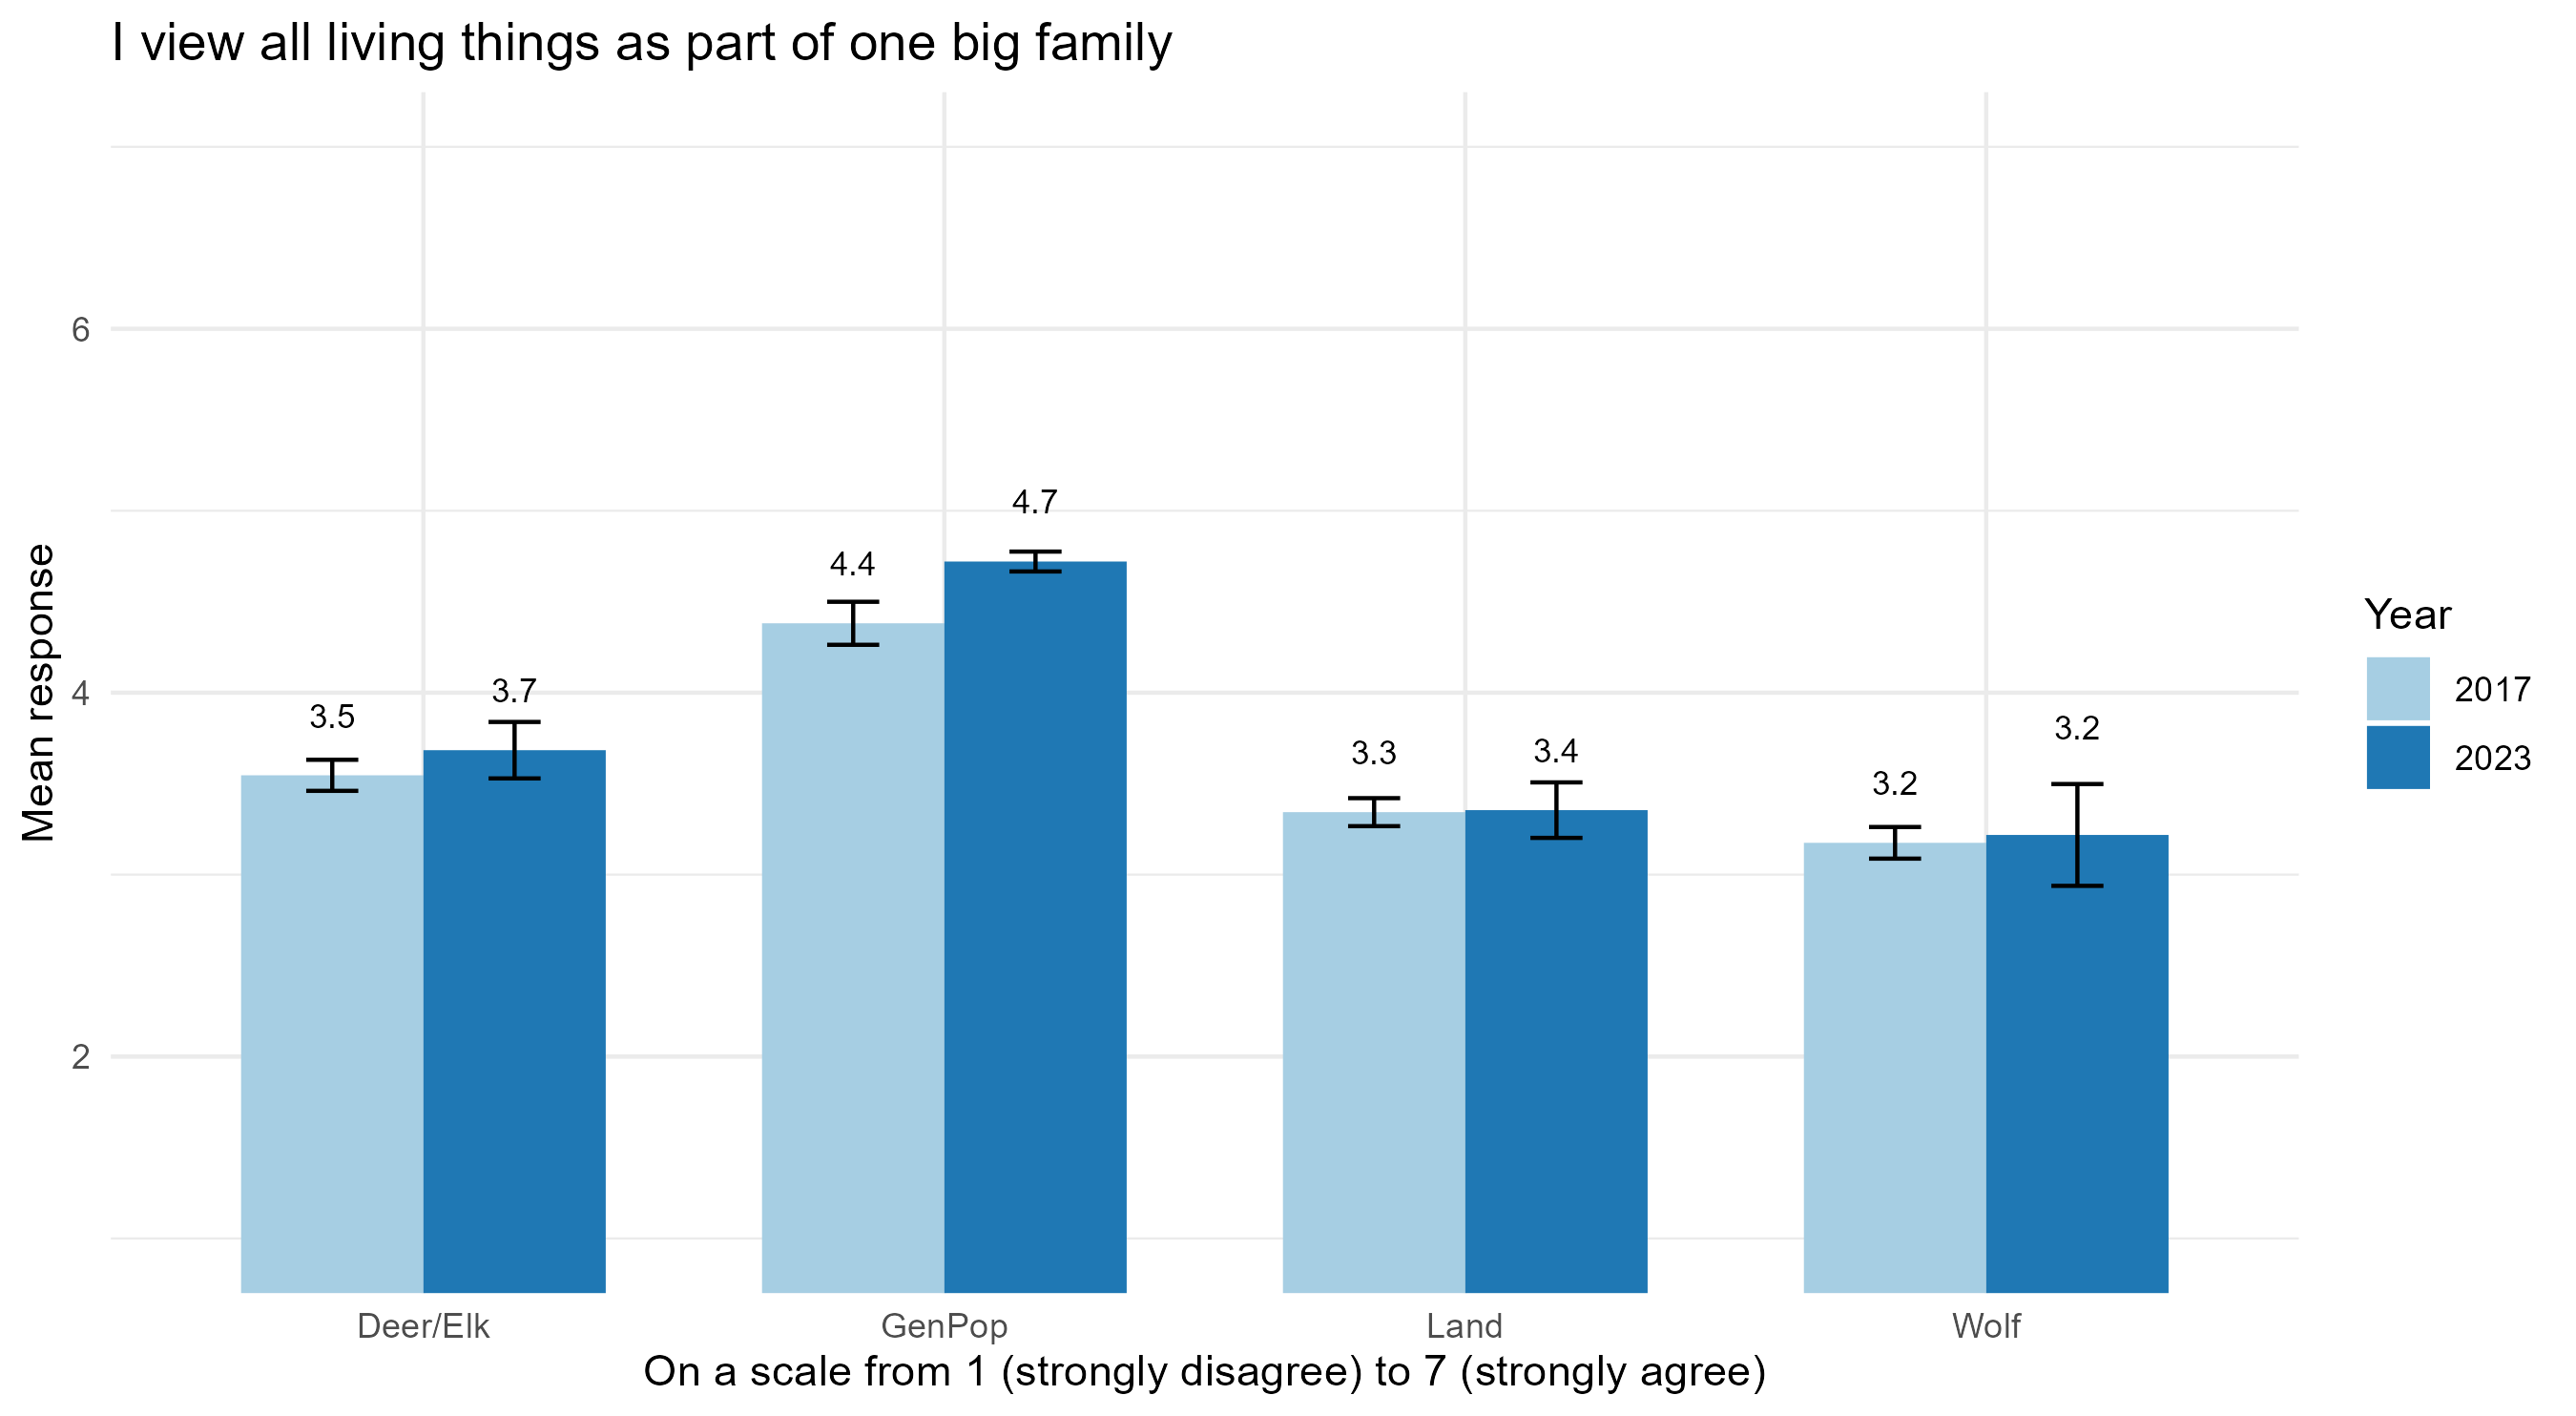 I view all living things as part of one big family
6
4
2
Mean response
3.5
3.7
4.4
4.7
3.3
3.4
3.2
3.2
Deer/Elk
GenPop
Land
Wolf
On a scale from 1 (strongly disagree) to 7 (strongly agree)
Year
2017
2023